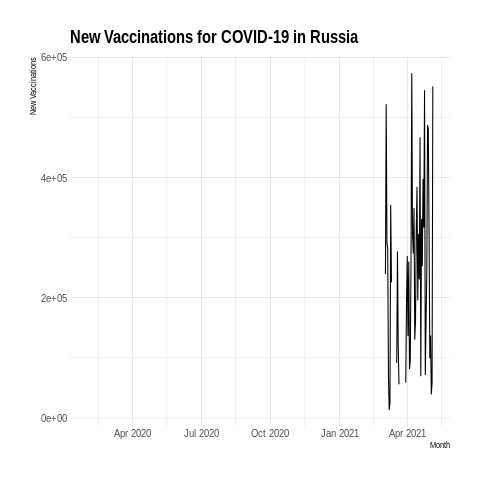 New Vaccinations for COVID-19 in Russia
New Vaccinations
6e+05
4e+05
2e+05
0e+00
Apr 2020 Jul 2020 Oct 2020 Jan 2021 Apr 2021
Month